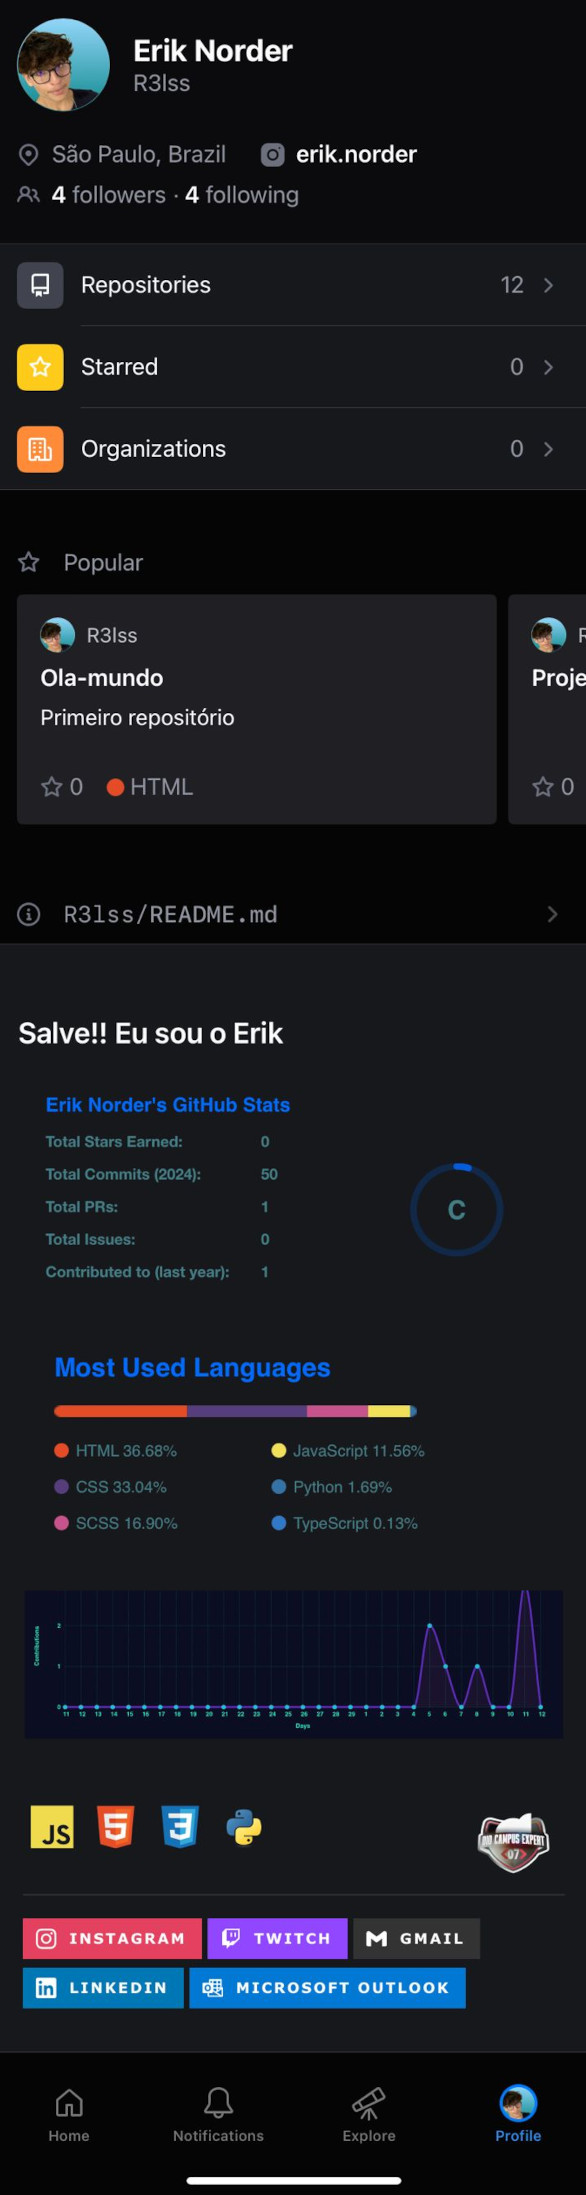 Erik Norder
R3lss
São Paulo, Brazil erik.norder
4 followers · 4 following
Repositories 12
Starred 0
Organizations 0
Popular
R3lss
Ola-mundo Proje
Primeiro repositório
0 HTML 0
R3lss/README.md
Salve!! Eu sou o Erik
Erik Norder's GitHub Stats
Total Stars Earned: 0
Total Commits (2024): 50
Total PRs: 1
Total Issues: 0
Contributed to (last year): 1
C
Most Used Languages
HTML 36.68% JavaScript 11.56%
CSS 33.04% Python 1.69%
SCSS 16.90% TypeScript 0.13%
Contributions
2
1
0
11 12 13 14 15 16 17 18 19 20 21 22 23 24 25 26 27 28 29 1 2 3 4 5 6 7 8 9 10 11 12
Days
JS 5 3 CAMPUS EXPERT
07
INSTAGRAM TWITCH GMAIL
LINKEDIN MICROSOFT OUTLOOK
Home Notifications Explore Profile